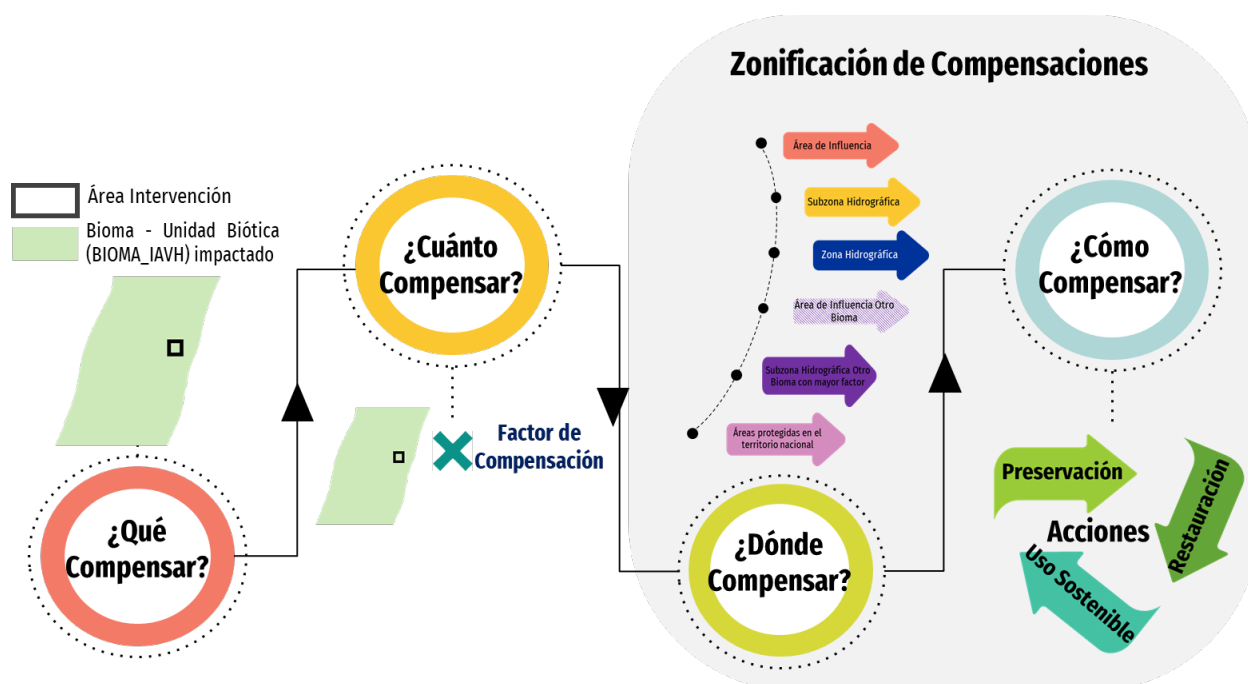 Zonificación de Compensaciones
Área Intervención
Bioma - Unidad Biótica
(BIOMA_IAVH) impactado
¿Qué
Compensar?
¿Cuánto
Compensar?
Factor de
Compensación
Área de Influencia
Subzona Hidrográfica
Zona Hidrográfica
Área de Influencia Otro
Bioma
Subzona Hidrográfica Otro
Bioma con mayor factor
Áreas protegidas en el
territorio nacional
¿Dónde
Compensar?
¿Cómo
Compensar?
Preservación
Restauración
Acciones
Uso Sostenible